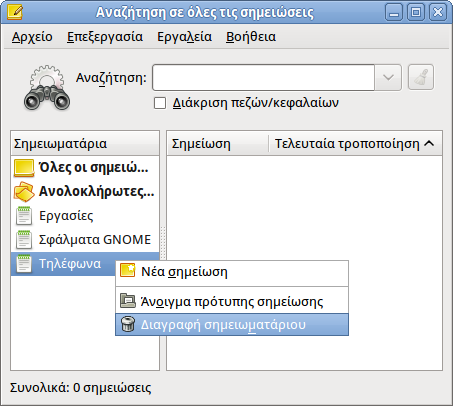 Αναζήτηση σε όλες τις σημειώσεις
Αρχείο Επεξεργασία Εργαλεία Βοήθεια
Αναζήτηση:
Διάκριση πεζών/κεφαλαίων
Σημειωματάρια Σημείωση Τελευταία τροποποίηση
Όλες οι σημειώ...
Ανολοκλήρωτες...
Εργασίες
Σφάλματα GNOME
Τηλέφωνα
Νέα σημείωση
Άνοιγμα πρότυπης σημείωσης
Διαγραφή σημειωματάριου
Συνολικά: 0 σημειώσεις